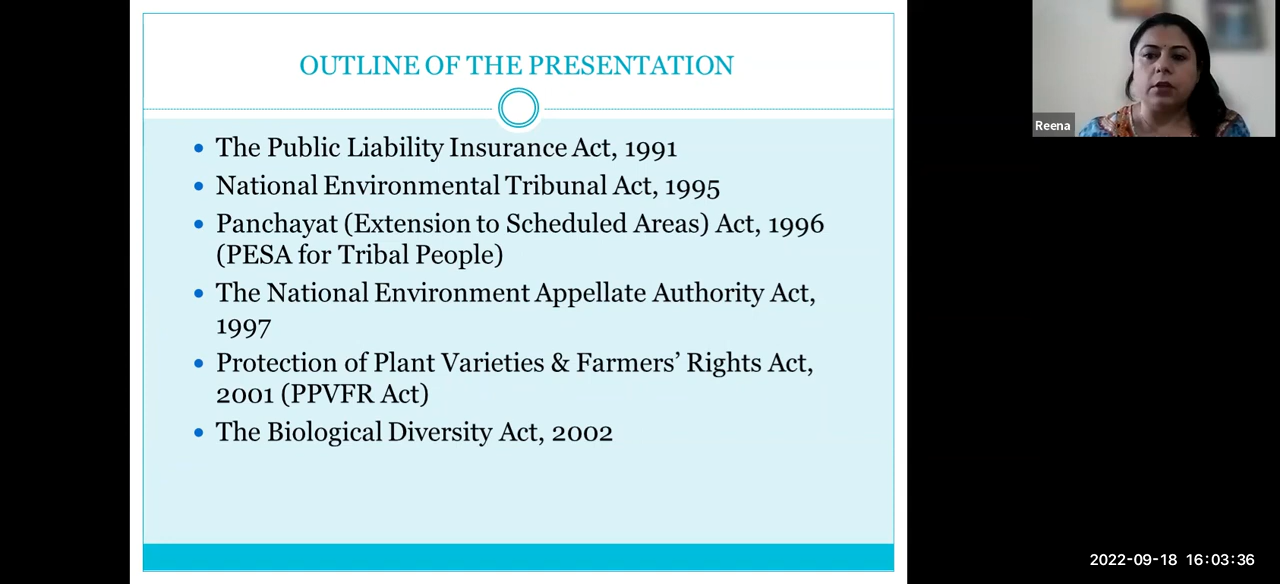 OUTLINE OF THE PRESENTATION
Reena
• The Public Liability Insurance Act, 1991
• National Environmental Tribunal Act, 1995
• Panchayat (Extension to Scheduled Areas) Act, 1996
(PESA for Tribal People)
• The National Environment Appellate Authority Act,
1997
• Protection of Plant Varieties & Farmers’ Rights Act,
2001 (PPVFR Act)
• The Biological Diversity Act, 2002
2022-09-18 16:03:36